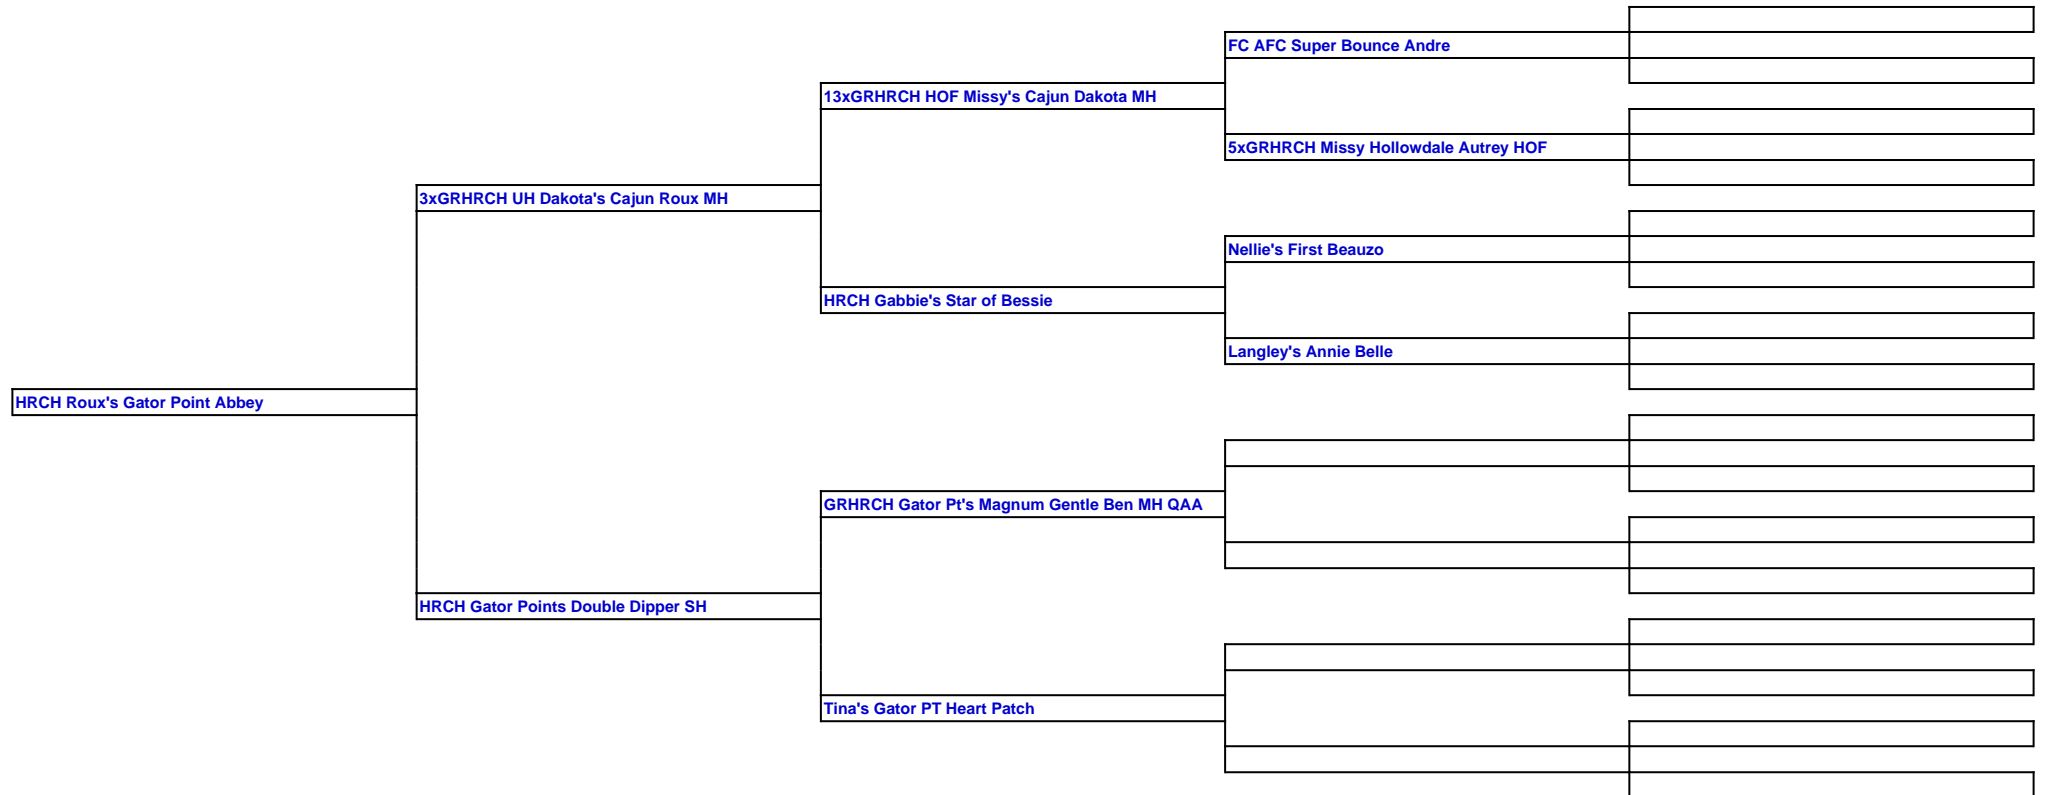 FC AFC Super Bounce Andre
13xGRHRCH HOF Missy's Cajun Dakota MH
5xGRHRCH Missy Hollowdale Autrey HOF
3xGRHRCH UH Dakota's Cajun Roux MH
Nellie's First Beauzo
HRCH Gabbie's Star of Bessie
Langley's Annie Belle
HRCH Roux's Gator Point Abbey
GRHRCH Gator Pt's Magnum Gentle Ben MH QAA
HRCH Gator Points Double Dipper SH
Tina's Gator PT Heart Patch